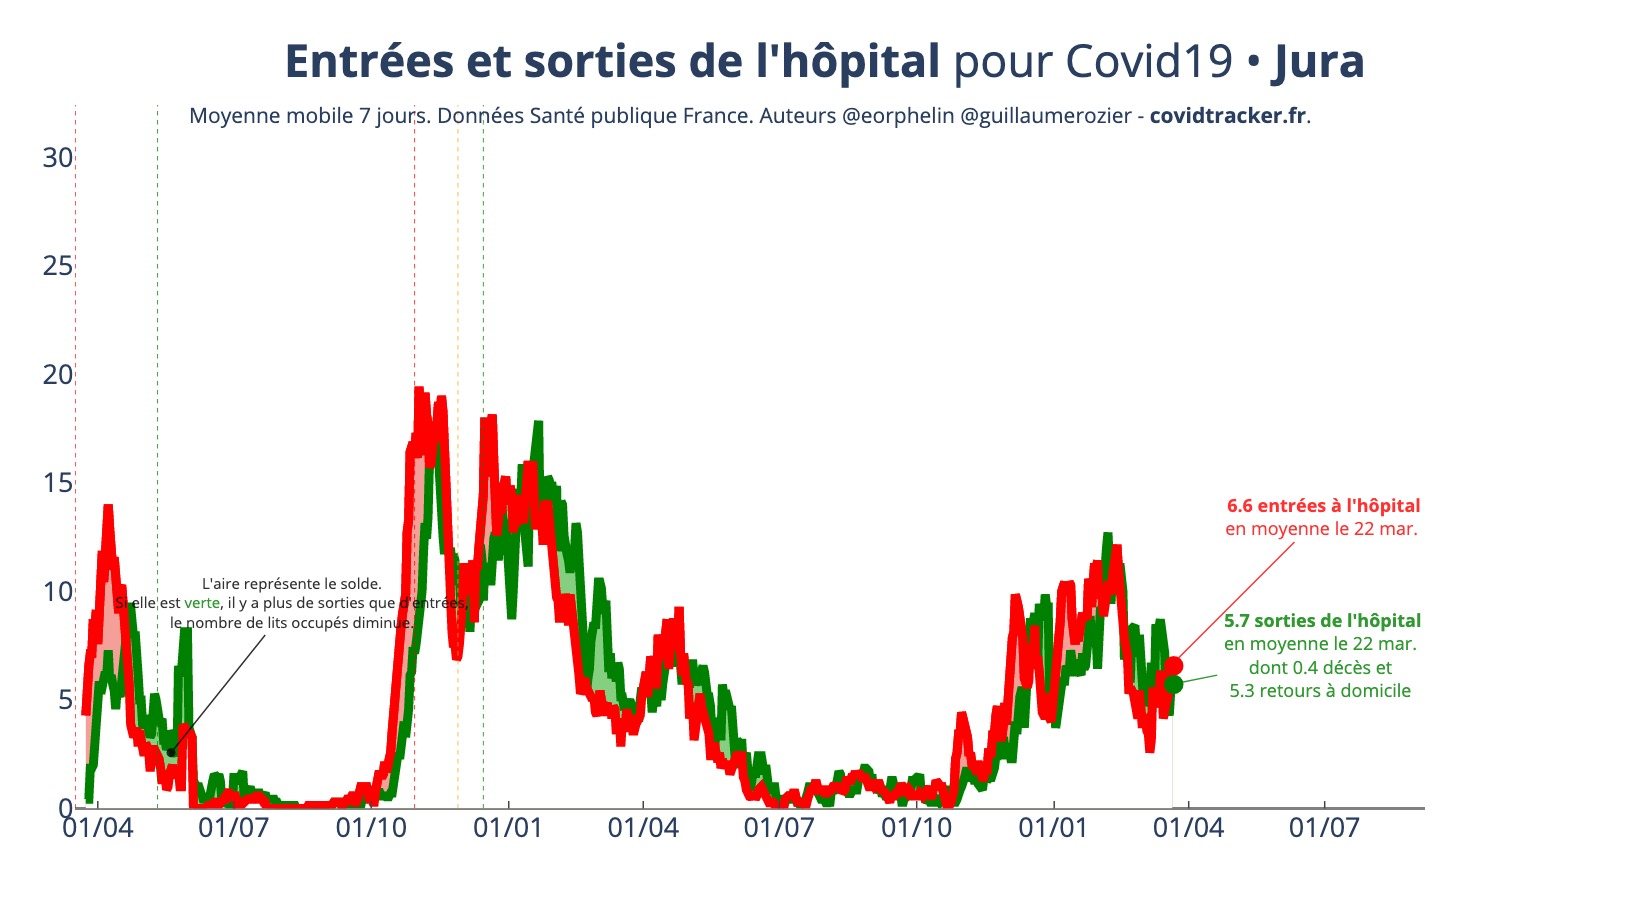 Entrées et sorties de l'hôpital pour Covid19 • Jura
Moyenne mobile 7 jours. Données Santé publique France. Auteurs @eorphelin @guillaumerozier - covidtracker.fr.
30
25
20
15
10
5
0
L'aire représente le solde.
Si elle est verte, il y a plus de sorties que d'entrées,
le nombre de lits occupés diminue.
6.6 entrées à l'hôpital
en moyenne le 22 mar.
5.7 sorties de l'hôpital
en moyenne le 22 mar.
dont 0.4 décès et
5.3 retours à domicile
01/04 01/07 01/10 01/01 01/04 01/07 01/10 01/01 01/04 01/07